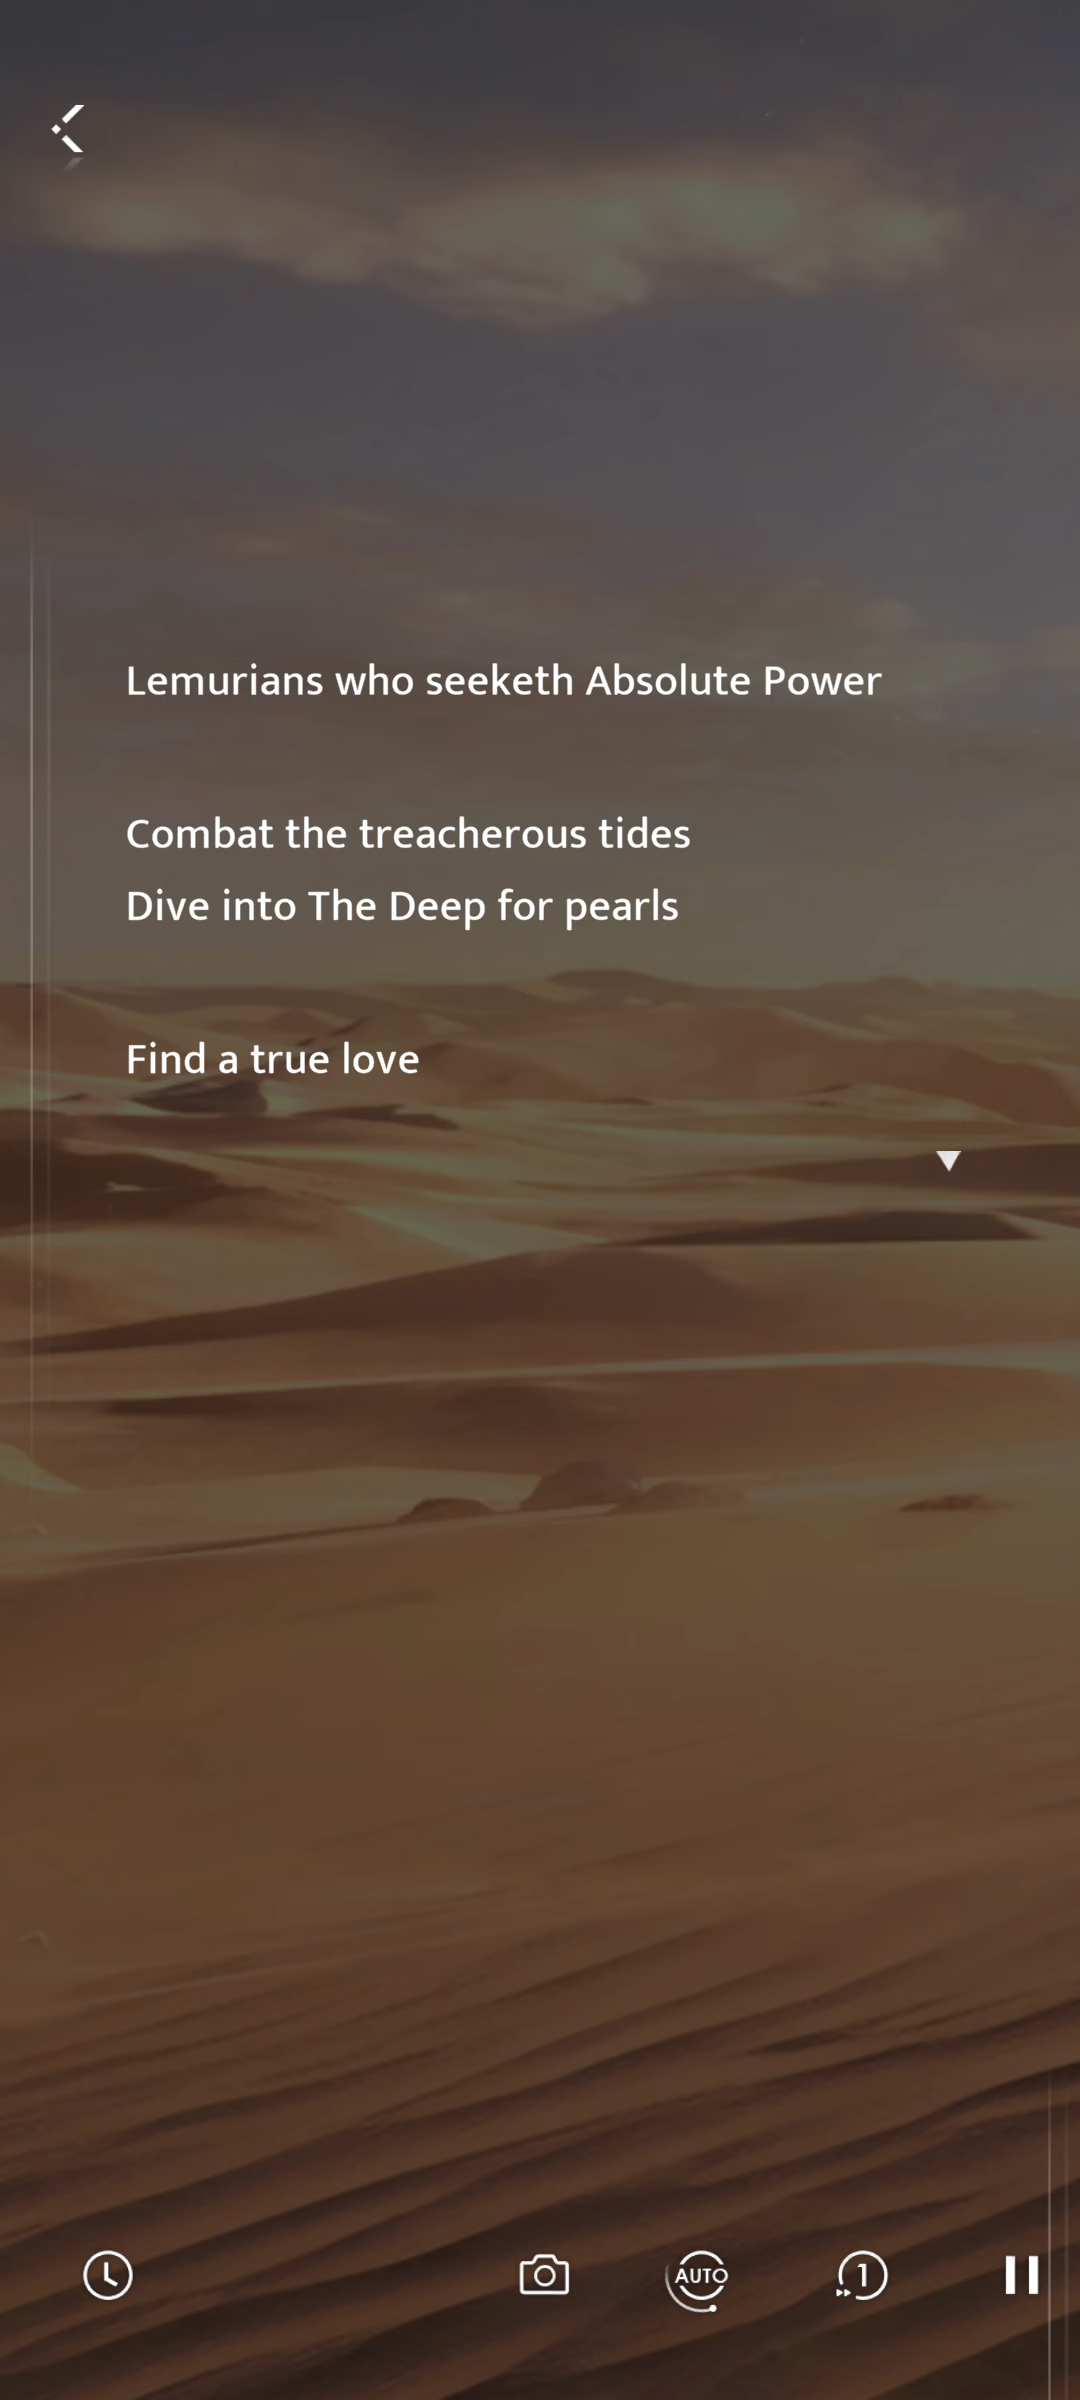 Lemurians who seeketh Absolute Power
Combat the treacherous tides
Dive into The Deep for pearls
Find a true love
AUTO
1